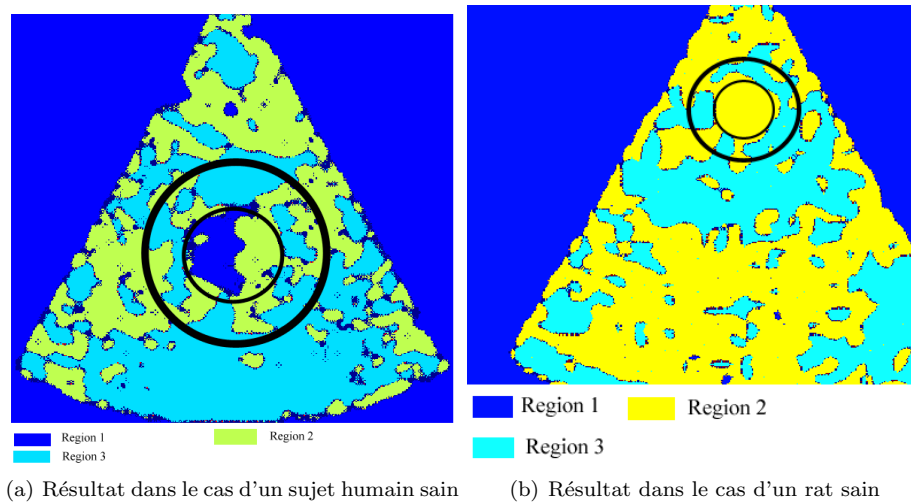 Region 1
Region 2
Region 3
Region 1
Region 2
Region 3
(a) Résultat dans le cas d'un sujet humain sain
(b) Résultat dans le cas d'un rat sain